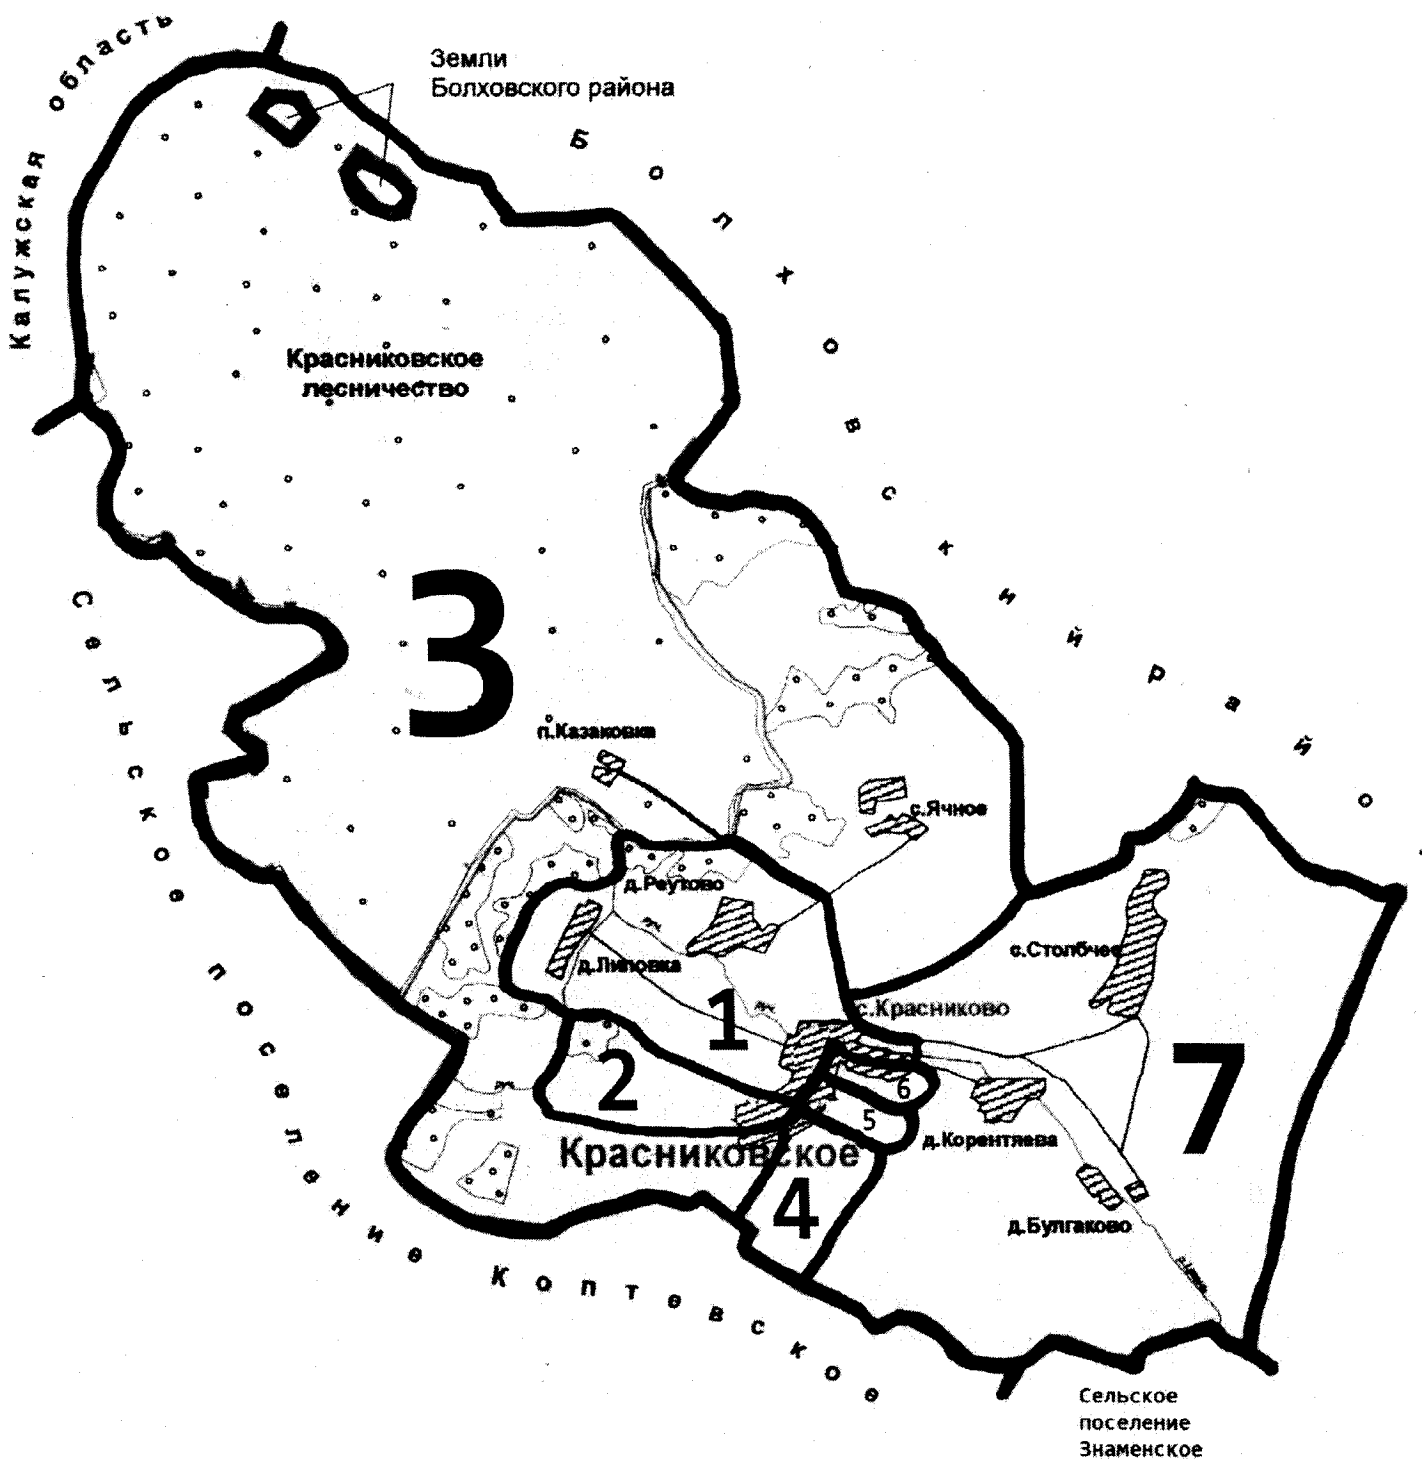 Калужская область
Земли
Болховского района
Болховский райо
Красниковское
лесничество
3
п.Казаковка
с.Ячное
д.Реутово
д.Липовка
с.Столбчее
1
с.Красниково
7
2
6
5
д.Корентяева
Красниковское
4
д.Булгаково
Сельское поселение Коптевское
Сельское
поселение
Знаменское